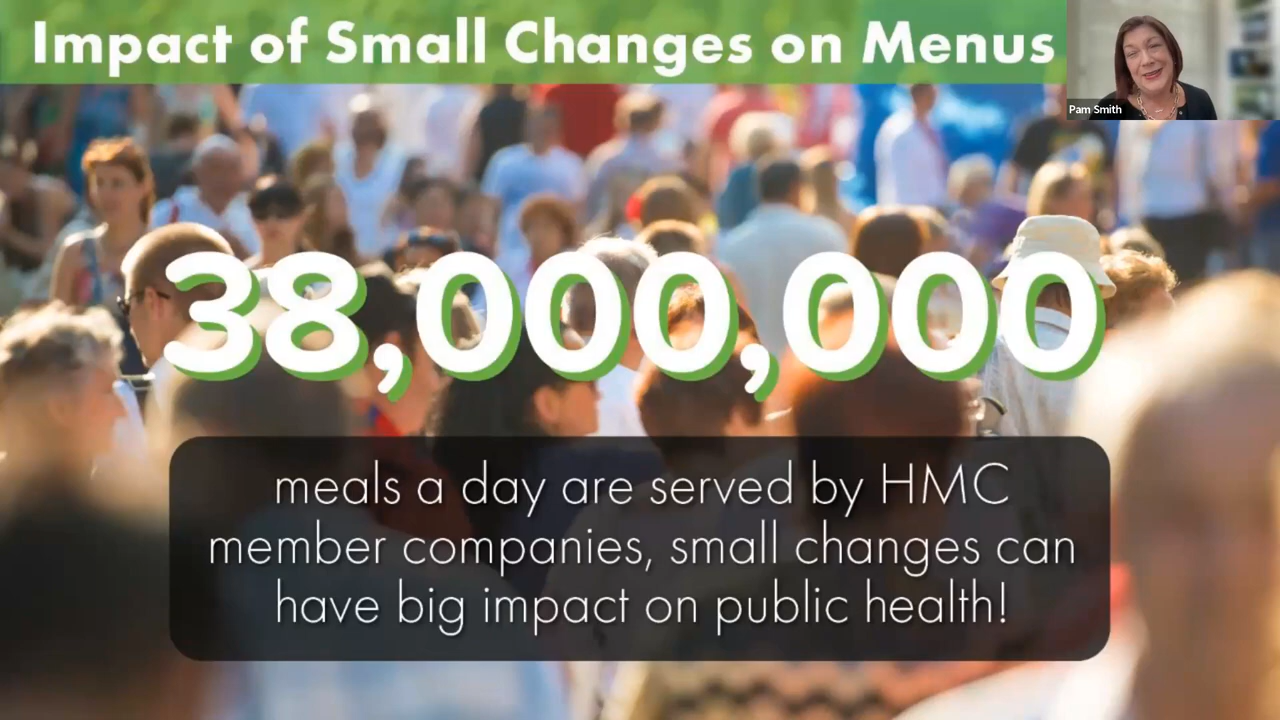 Impact of Small Changes on Menus
Pam Smith
38,000,000
meals a day are served by HMC
member companies, small changes can
have big impact on public health!